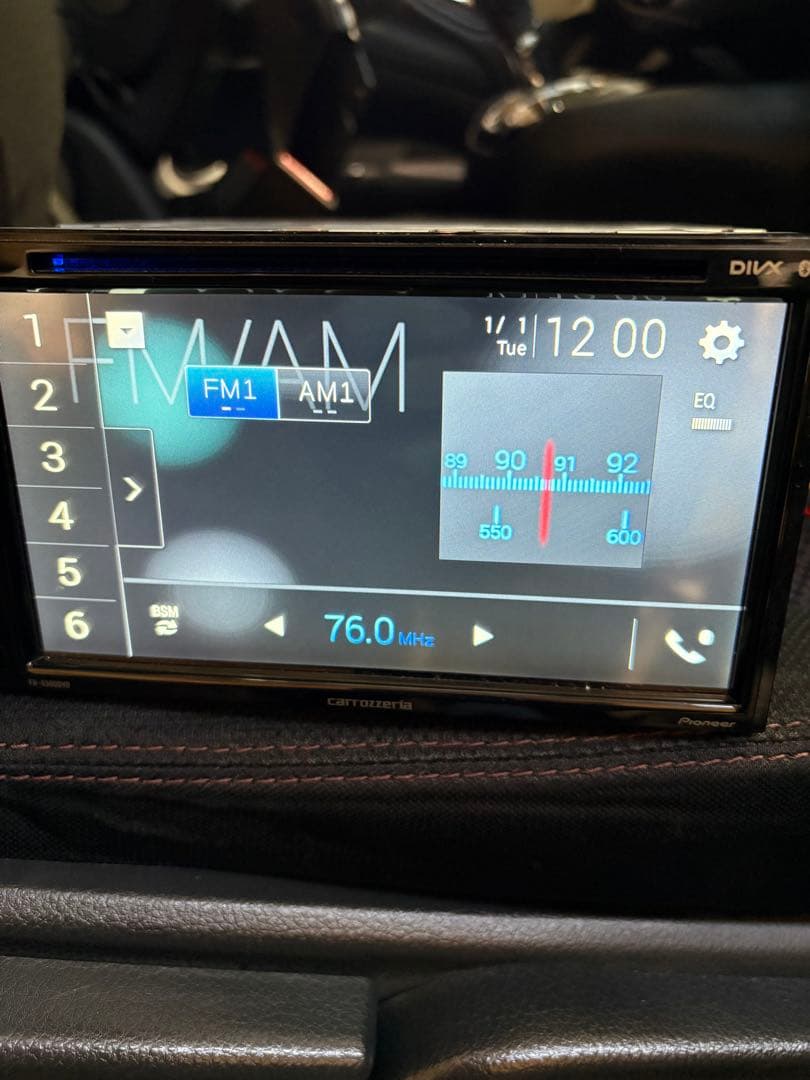 DIVX
FM/AM
1/ 1
Tue
12 00
FM1
AM1
EQ
89 90 91 92
550 600
1
2
3
4
5
6
BSM
76.0 MHz
carrozzeria
Pioneer